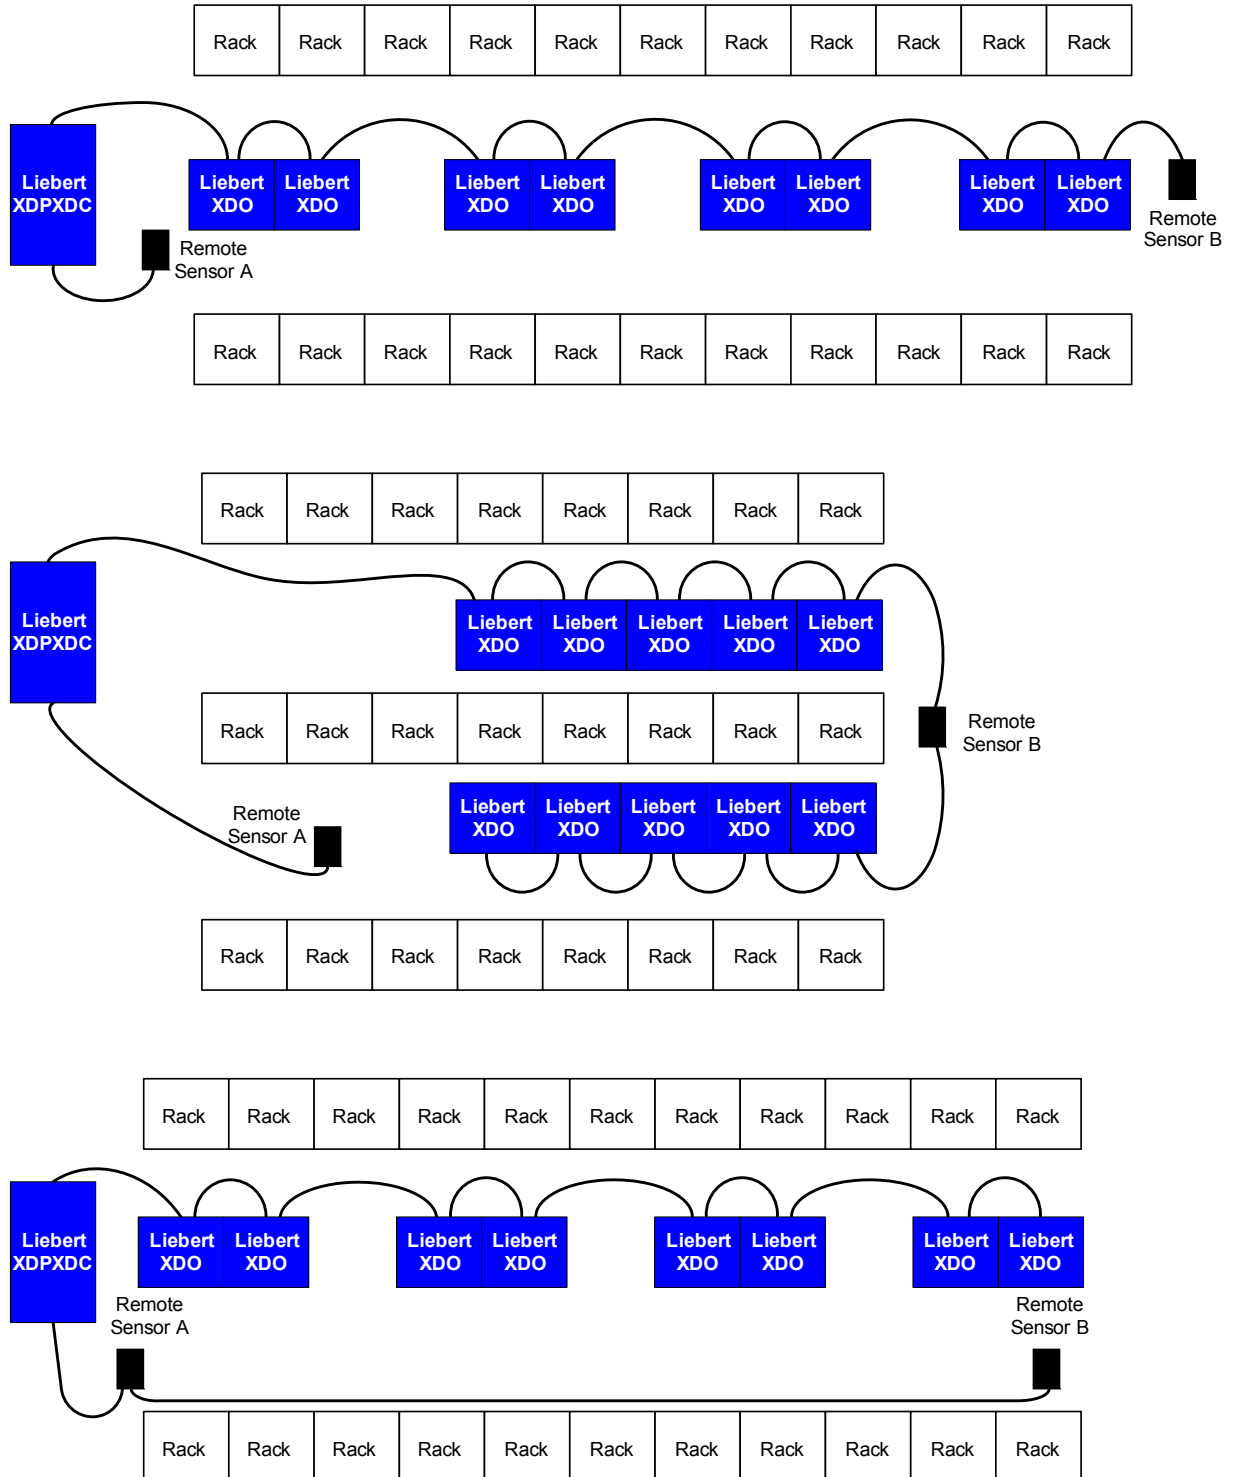 Rack Rack Rack Rack Rack Rack Rack Rack Rack Rack Rack
Liebert XDPXDC
Liebert XDO
Liebert XDO
Liebert XDO
Liebert XDO
Liebert XDO
Liebert XDO
Liebert XDO
Liebert XDO
Remote
Sensor B
Remote
Sensor A
Rack Rack Rack Rack Rack Rack Rack Rack Rack Rack Rack
Rack Rack Rack Rack Rack Rack Rack Rack
Liebert
XDPXDC
Liebert
XDO
Liebert
XDO
Liebert
XDO
Liebert
XDO
Liebert
XDO
Rack Rack Rack Rack Rack Rack Rack Rack
Remote
Sensor B
Remote
Sensor A
Liebert
XDO
Liebert
XDO
Liebert
XDO
Liebert
XDO
Liebert
XDO
Rack Rack Rack Rack Rack Rack Rack Rack
Rack Rack Rack Rack Rack Rack Rack Rack Rack Rack Rack
Liebert
XDPXDC
Liebert
XDO
Liebert
XDO
Liebert
XDO
Liebert
XDO
Liebert
XDO
Liebert
XDO
Liebert
XDO
Liebert
XDO
Remote
Sensor A
Remote
Sensor B
Rack Rack Rack Rack Rack Rack Rack Rack Rack Rack Rack